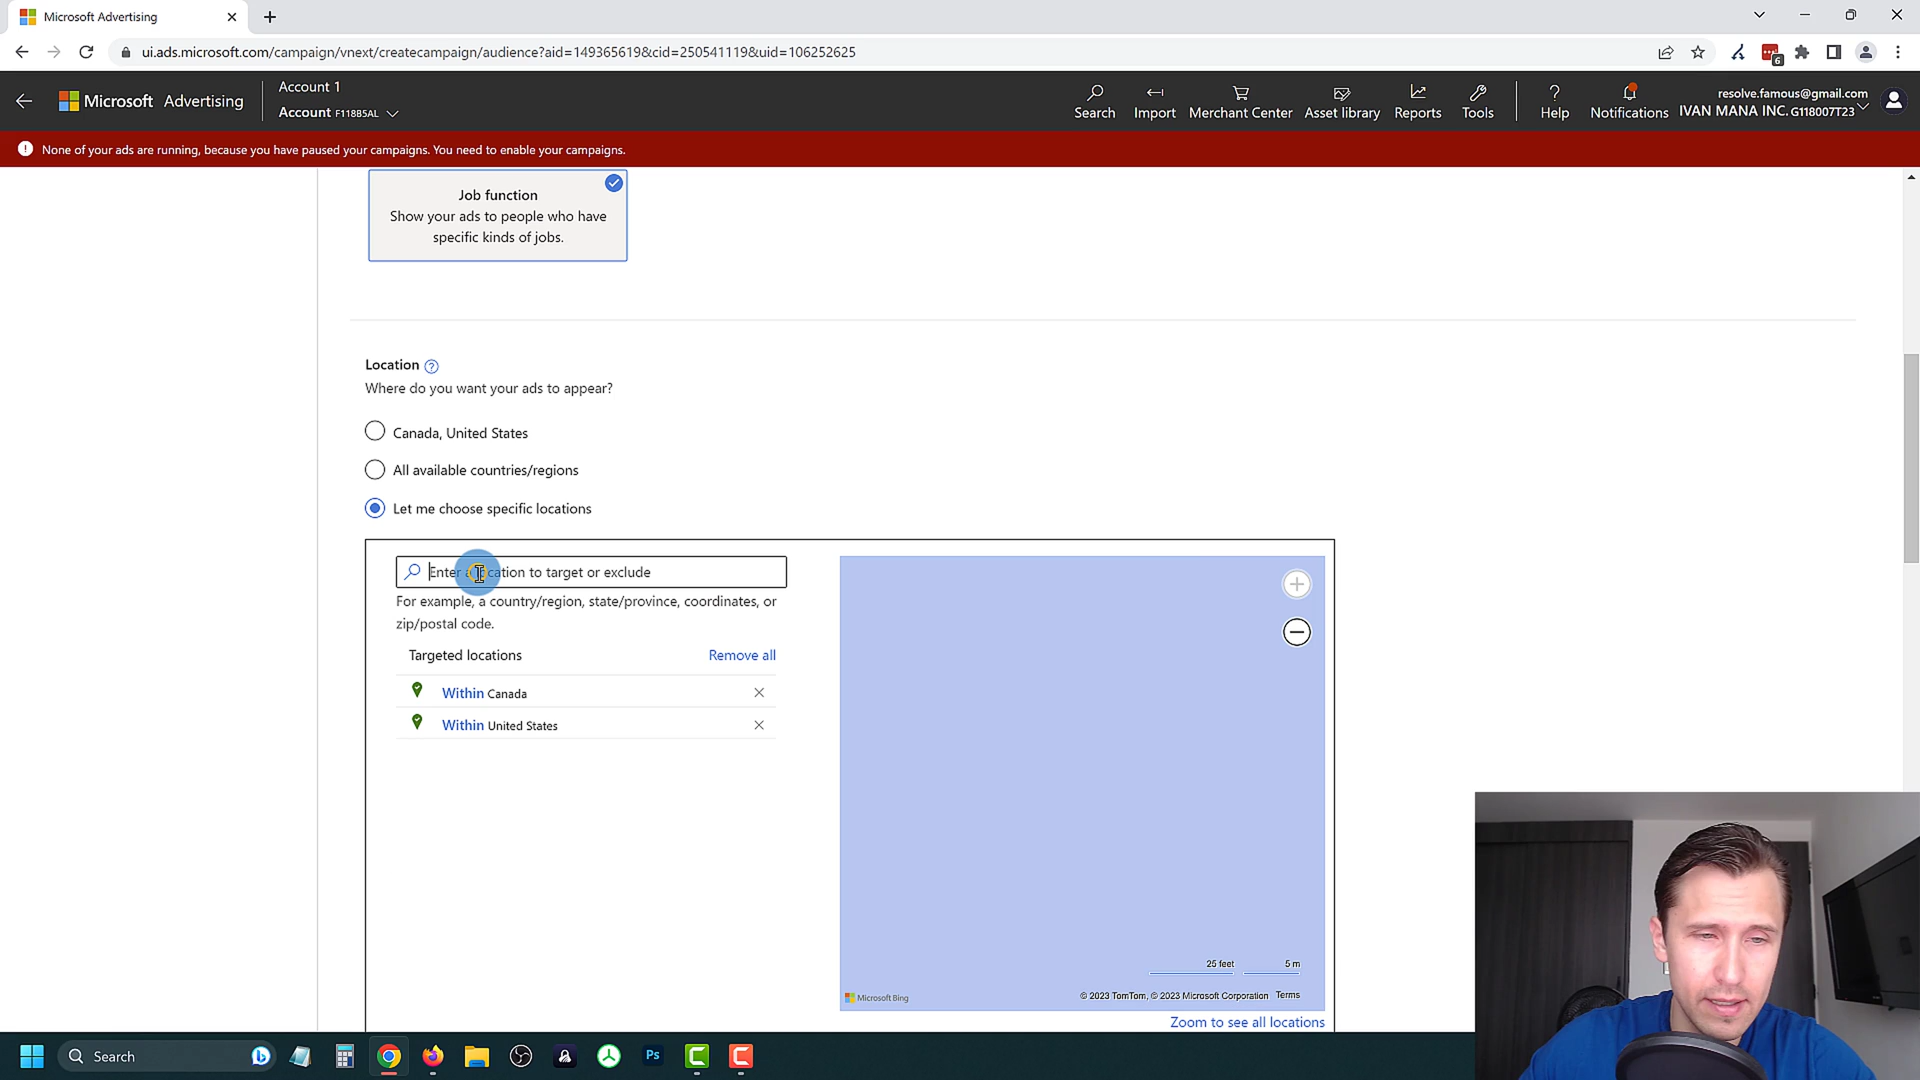 Microsoft Advertising
ui.ads.microsoft.com/campaign/vnext/createcampaign/audience?aid=149365619&cid=250541119&uid=106252625
6
Microsoft Advertising
Account 1
Account F118B5AL
Search
Import
Merchant Center
Asset library
Reports
Tools
Help
Notifications
resolve.famous@gmail.com
IVAN MANA INC. G118007T23
None of your ads are running, because you have paused your campaigns. You need to enable your campaigns.
Job function
Show your ads to people who have
specific kinds of jobs.
Location
Where do you want your ads to appear?
Canada, United States
All available countries/regions
Let me choose specific locations
Enter a location to target or exclude
For example, a country/region, state/province, coordinates, or
zip/postal code.
Targeted locations
Remove all
Within Canada
Within United States
25 feet
5 m
Microsoft Bing
© 2023 TomTom, © 2023 Microsoft Corporation Terms
Zoom to see all locations
Search
Ps